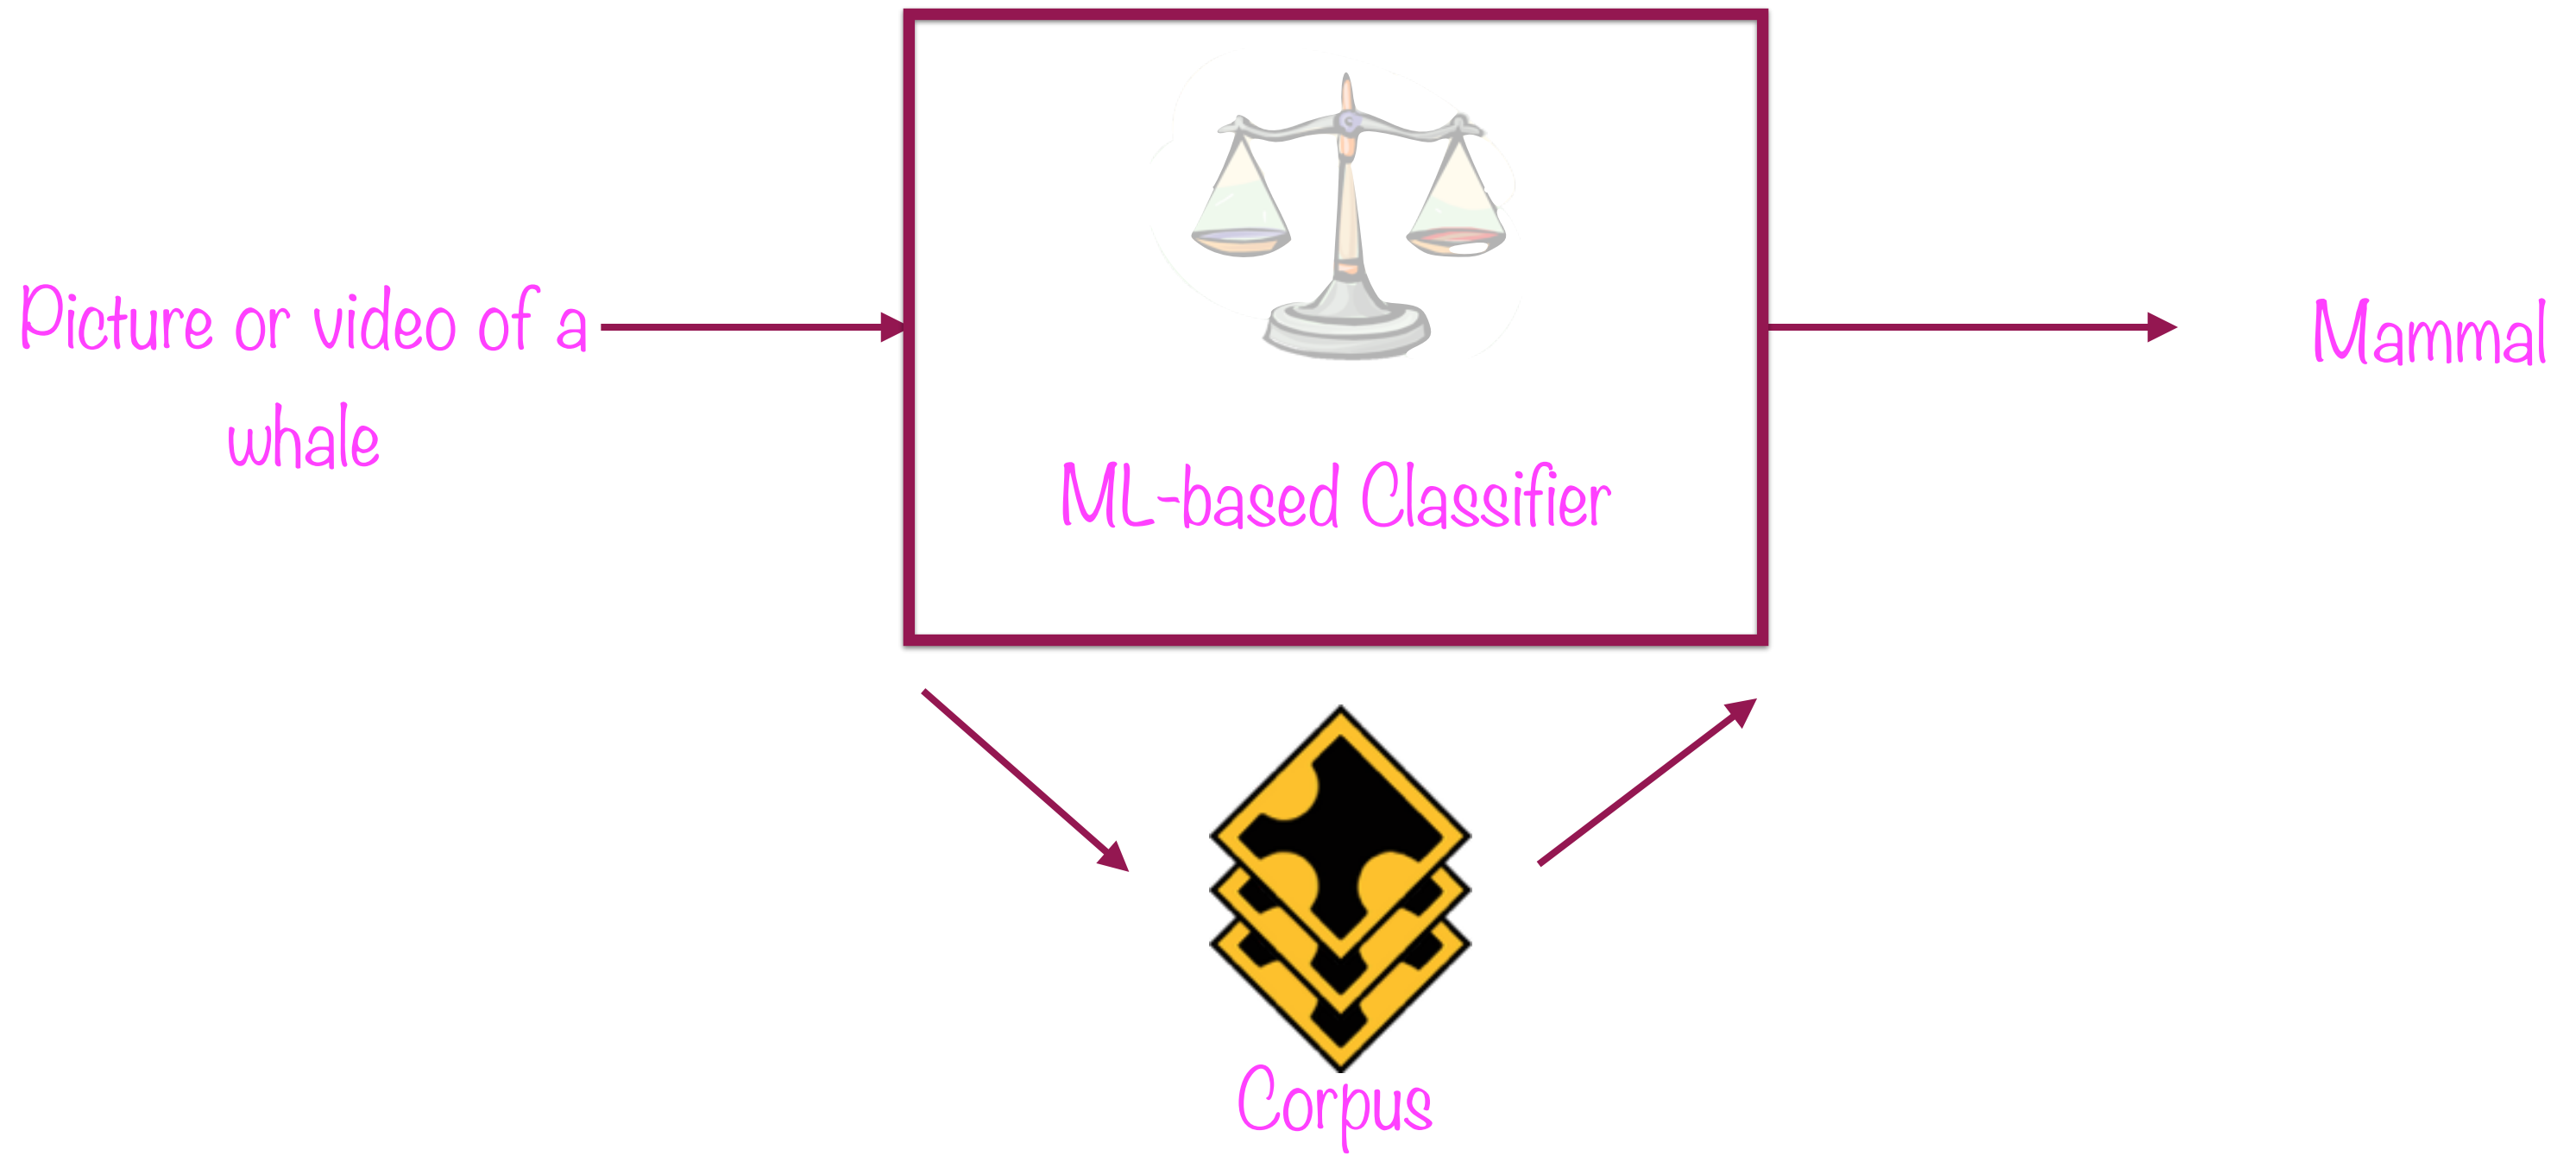 Picture or video of a
whale
ML-based Classifier
Mammal
Corpus